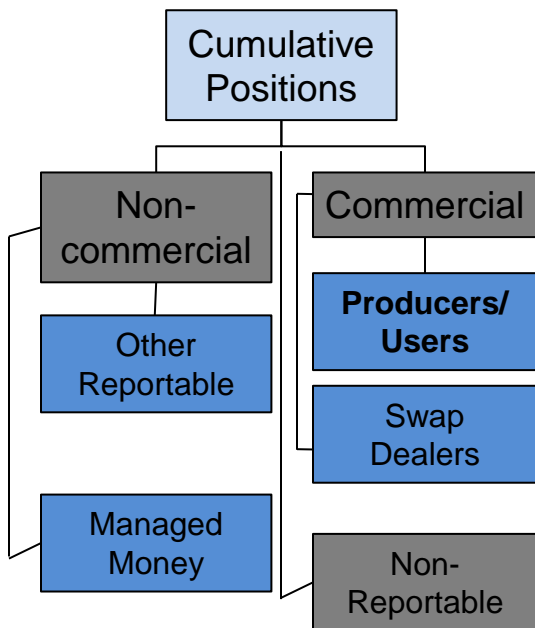 Cumulative
Positions
Non-
commercial
Commercial
Other
Reportable
Producers/
Users
Swap
Dealers
Managed
Money
Non-
Reportable